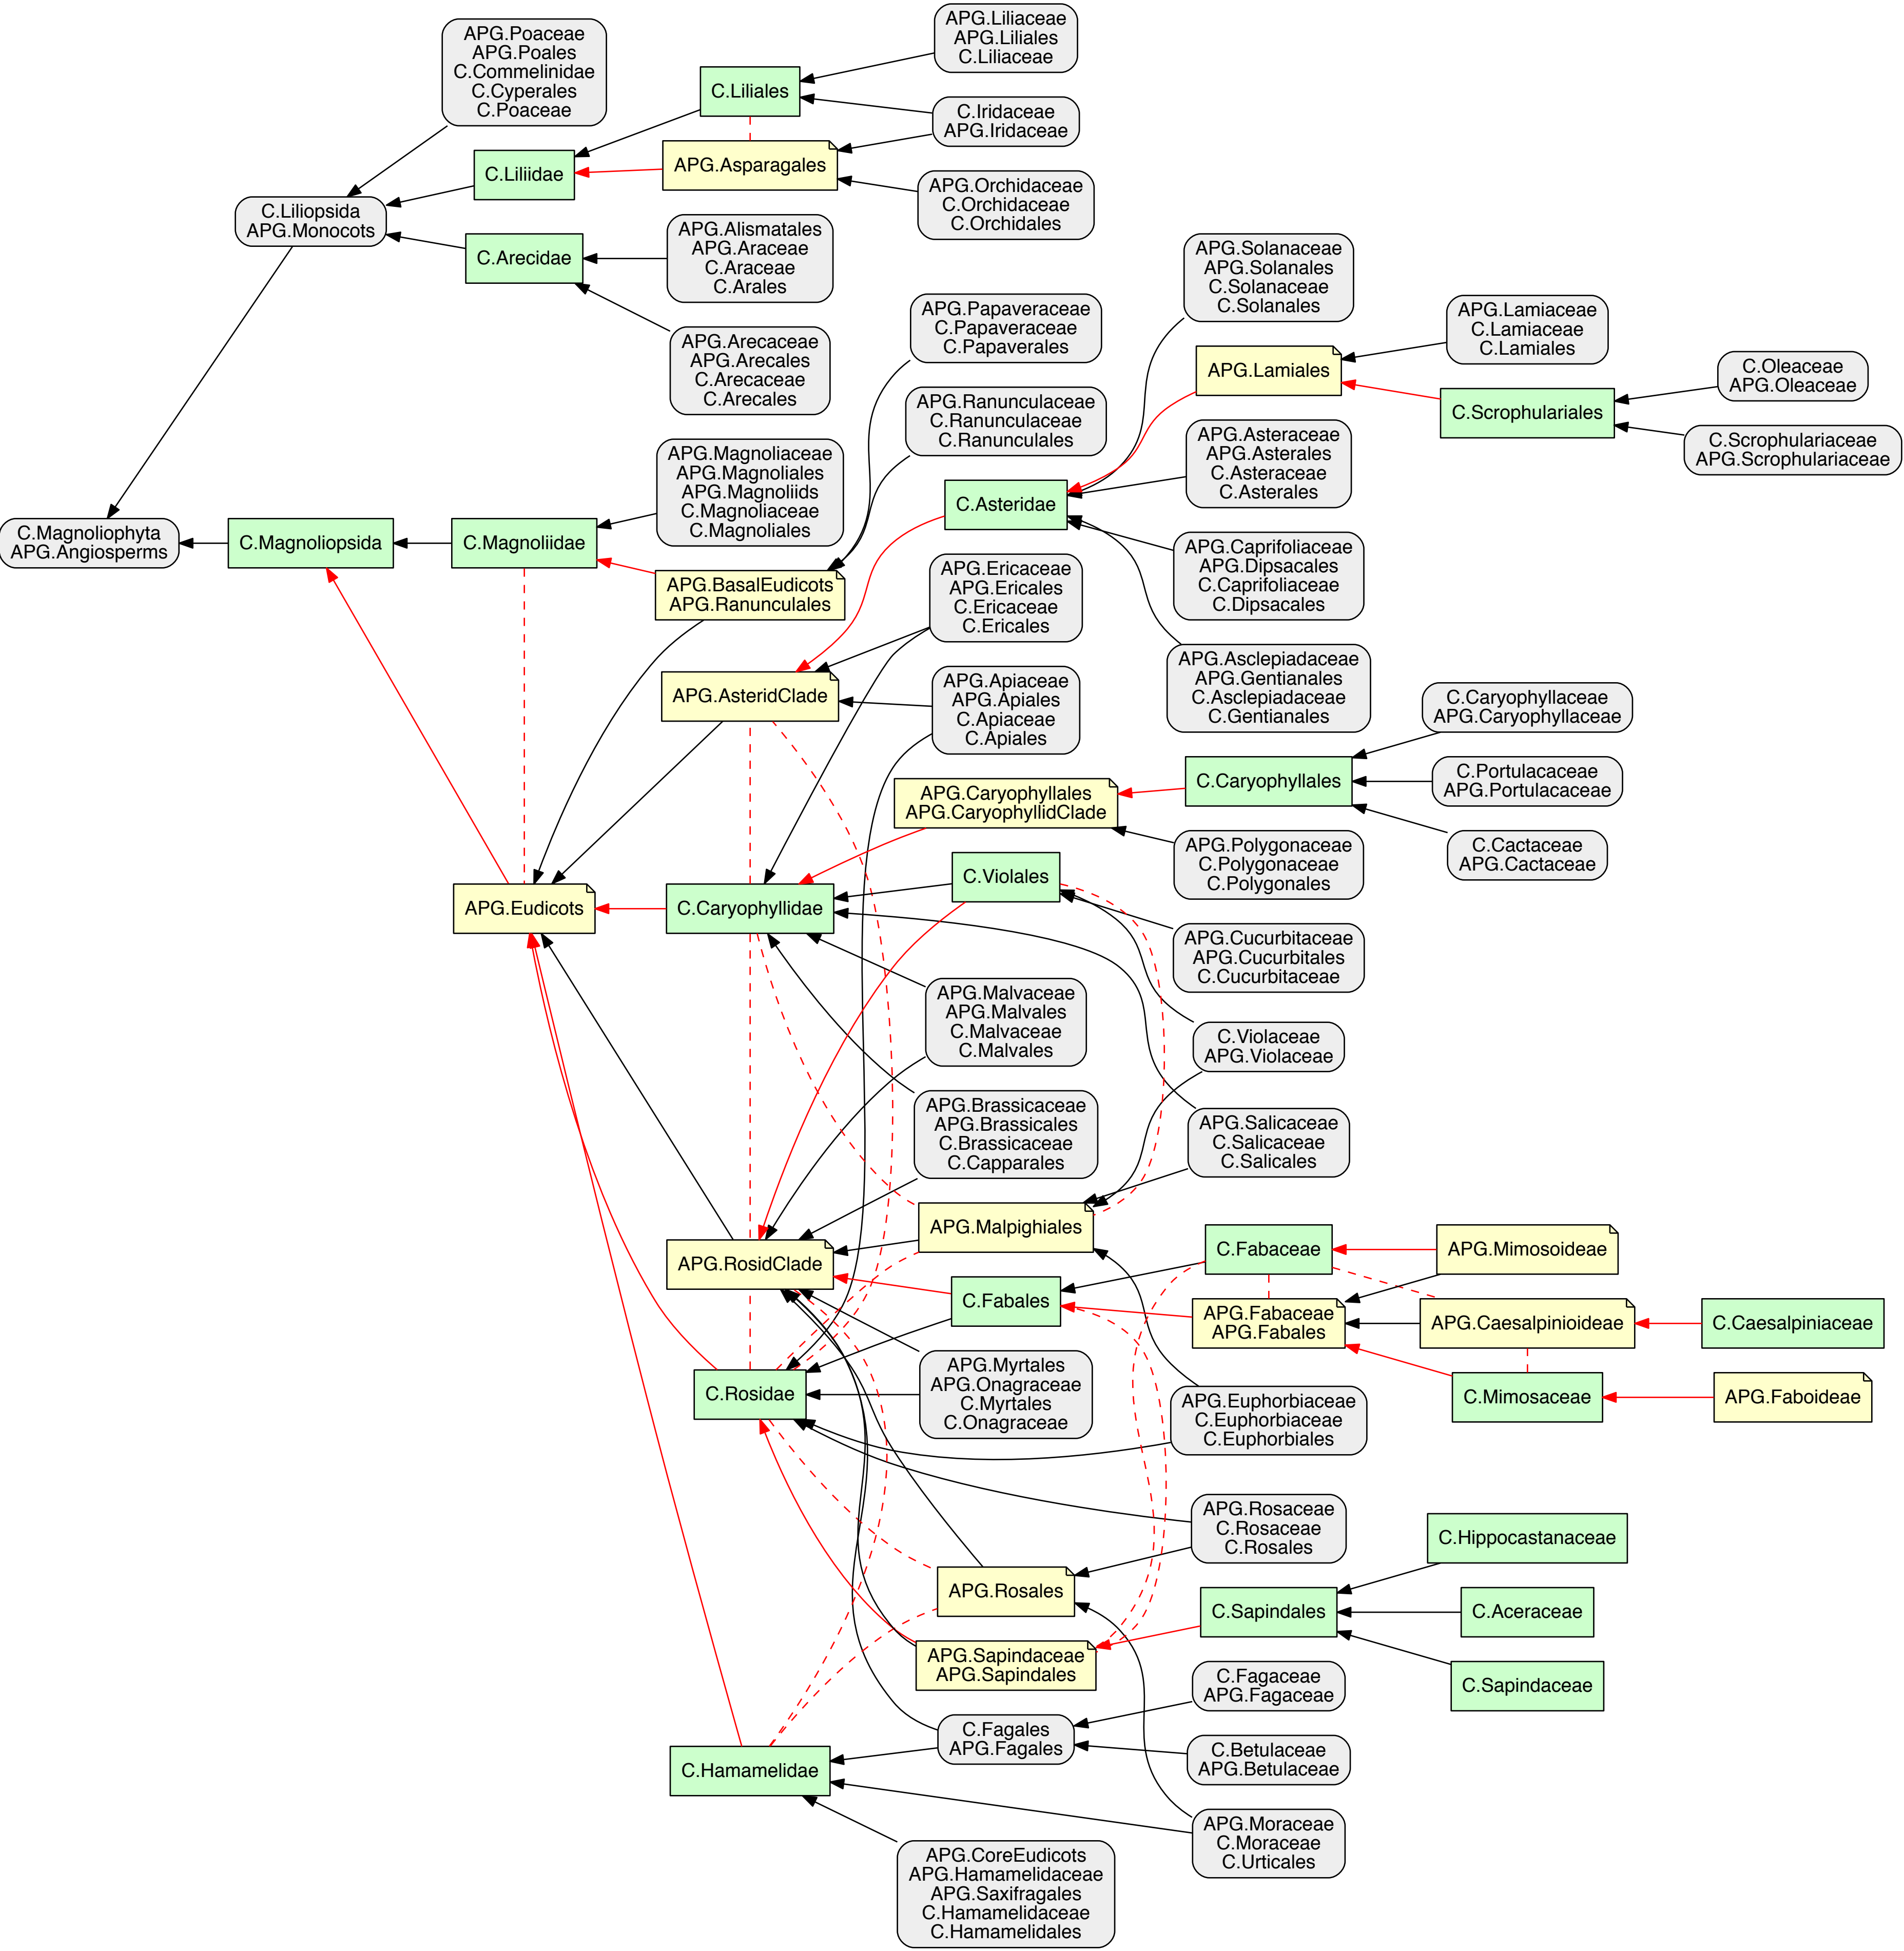 APG.Poaceae
APG.Poales
C.Commelinidae
C.Cyperales
C.Poaceae
C.Liliales
APG.Liliaceae
APG.Liliales
C.Liliaceae
C.Iridaceae
APG.Iridaceae
C.Liliidae
APG.Asparagales
APG.Orchidaceae
C.Orchidaceae
C.Orchidales
C.Liliopsida
APG.Monocots
C.Arecidae
APG.Alismatales
APG.Araceae
C.Araceae
C.Arales
APG.Arecaceae
APG.Arecales
C.Arecaceae
C.Arecales
APG.Papaveraceae
C.Papaveraceae
C.Papaverales
APG.Solanaceae
APG.Solanales
C.Solanaceae
C.Solanales
APG.Lamiaceae
C.Lamiaceae
C.Lamiales
APG.Lamiales
C.Scrophulariales
C.Oleaceae
APG.Oleaceae
C.Scrophulariaceae
APG.Scrophulariaceae
APG.Ranunculaceae
C.Ranunculaceae
C.Ranunculales
APG.Asteraceae
APG.Asterales
C.Asteraceae
C.Asterales
APG.Magnoliaceae
APG.Magnoliales
APG.Magnoliids
C.Magnoliaceae
C.Magnoliales
C.Asteridae
C.Magnoliophyta
APG.Angiosperms
C.Magnoliopsida
C.Magnoliidae
APG.BasalEudicots
APG.Ranunculales
APG.Ericaceae
APG.Ericales
C.Ericaceae
C.Ericales
APG.Caprifoliaceae
APG.Dipsacales
C.Caprifoliaceae
C.Dipsacales
APG.AsteridClade
APG.Apiaceae
APG.Apiales
C.Apiaceae
C.Apiales
APG.Asclepiadaceae
APG.Gentianales
C.Asclepiadaceae
C.Gentianales
C.Caryophyllaceae
APG.Caryophyllaceae
APG.Caryophyllales
APG.CaryophyllidClade
C.Caryophyllales
C.Portulacaceae
APG.Portulacaceae
C.Cactaceae
APG.Cactaceae
APG.Polygonaceae
C.Polygonaceae
C.Polygonales
APG.Eudicots
C.Caryophyllidae
C.Violales
APG.Cucurbitaceae
APG.Cucurbitales
C.Cucurbitaceae
APG.Malvaceae
APG.Malvales
C.Malvaceae
C.Malvales
C.Violaceae
APG.Violaceae
APG.Brassicaceae
APG.Brassicales
C.Brassicaceae
C.Capparales
APG.Salicaceae
C.Salicaceae
C.Salicales
APG.Malpighiales
APG.RosidClade
C.Fabaceae
APG.Mimosoideae
C.Fabales
APG.Fabaceae
APG.Fabales
APG.Caesalpinioideae
C.Caesalpiniaceae
C.Rosidae
APG.Myrtales
APG.Onagraceae
C.Myrtales
C.Onagraceae
APG.Euphorbiaceae
C.Euphorbiaceae
C.Euphorbiales
C.Mimosaceae
APG.Faboideae
APG.Rosaceae
C.Rosaceae
C.Rosales
C.Hippocastanaceae
APG.Rosales
C.Sapindales
C.Aceraceae
APG.Sapindaceae
APG.Sapindales
C.Sapindaceae
C.Fagaceae
APG.Fagaceae
C.Fagales
APG.Fagales
C.Betulaceae
APG.Betulaceae
C.Hamamelidae
APG.Moraceae
C.Moraceae
C.Urticales
APG.CoreEudicots
APG.Hamamelidaceae
APG.Saxifragales
C.Hamamelidaceae
C.Hamamelidales